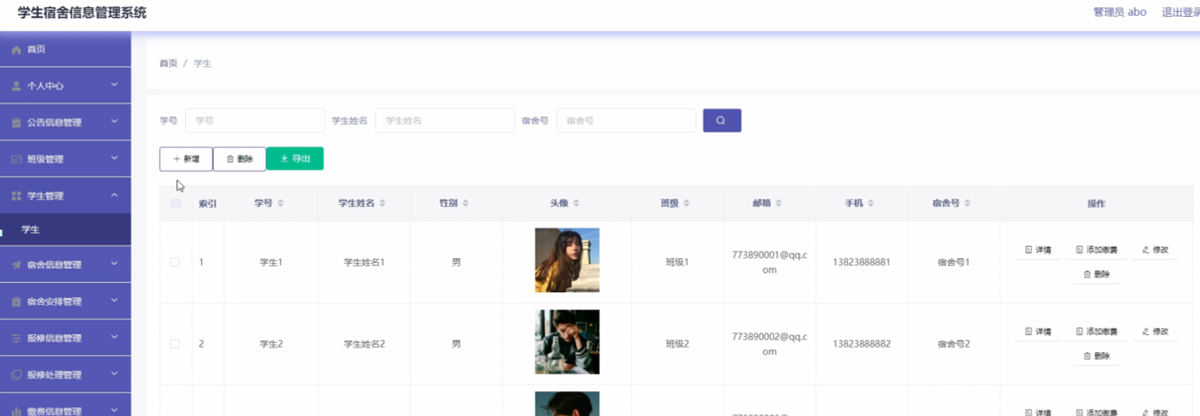 学生宿舍信息管理系统
管理员 abo 退出登录
首页
个人中心
公告信息管理
班级管理
学生管理
学生
宿舍信息管理
宿舍安排管理
报修信息管理
报修处理管理
缴费信息管理
首页 / 学生
学号 学号 学生姓名 学生姓名 宿舍号 宿舍号
新增 删除 导出
索引 学号 学生姓名 性别 头像 班级 邮箱 手机 宿舍号 操作
1 学生1 学生姓名1 男 班级1 773890001@qq.com 13823888881 宿舍号1 详情 添加缴费 修改
删除
2 学生2 学生姓名2 男 班级2 773890002@qq.com 13823888882 宿舍号2 详情 添加缴费 修改
删除
详情 添加缴费 修改